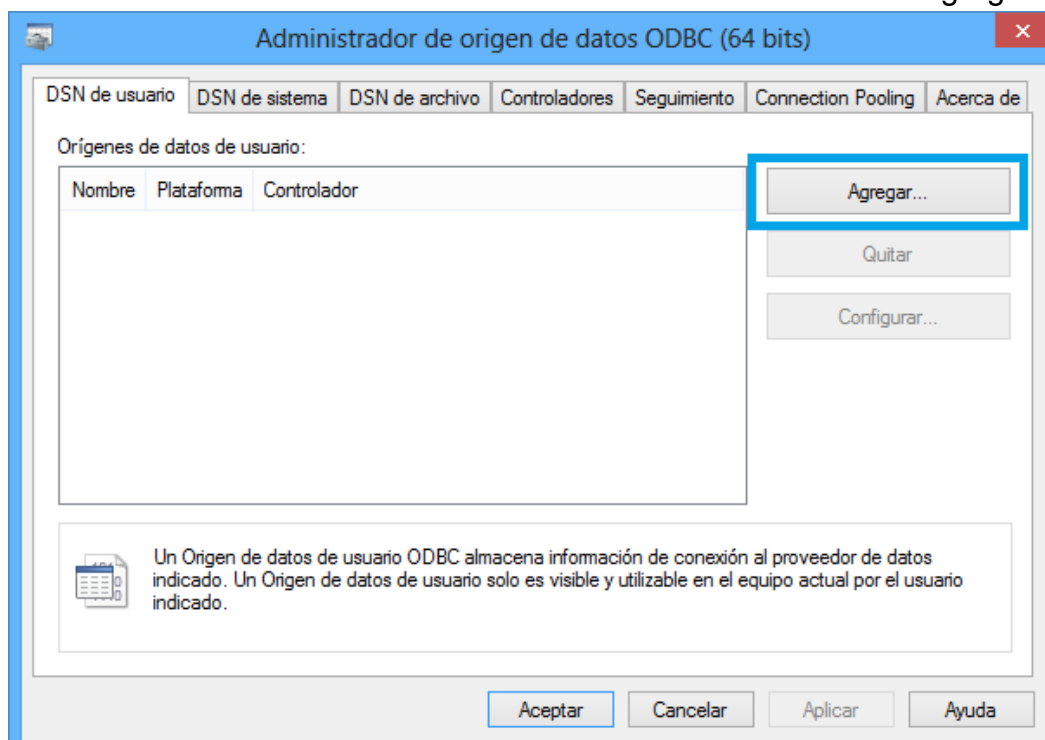 Administrador de origen de datos ODBC (64 bits)
DSN de usuario DSN de sistema DSN de archivo Controladores Seguimiento Connection Pooling Acerca de
Orígenes de datos de usuario:
Nombre Plataforma Controlador
Agregar...
Quitar
Configurar...
Un Origen de datos de usuario ODBC almacena información de conexión al proveedor de datos
indicado. Un Origen de datos de usuario solo es visible y utilizable en el equipo actual por el usuario
indicado.
Aceptar Cancelar Aplicar Ayuda